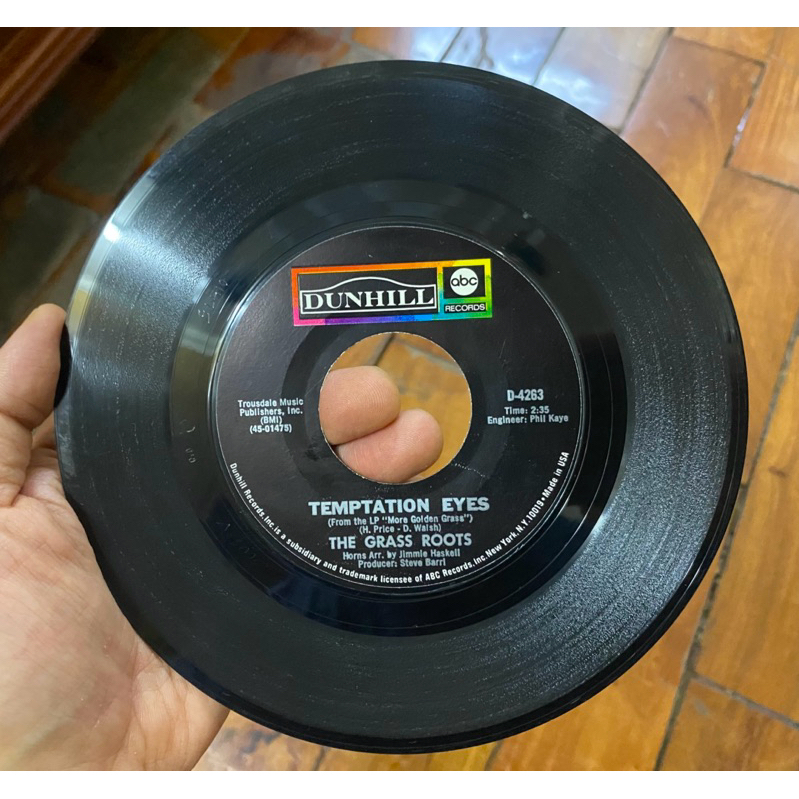 DUNHILL
abc
RECORDS
Trousdale Music
Publishers, Inc.
(BMI)
(45-01475)
D-4263
Time: 2:35
Engineer: Phil Kaye
TEMPTATION EYES
(From the LP "More Golden Grass")
(H. Price - D. Walsh)
THE GRASS ROOTS
Horns Arr. by Jimmie Haskell
Producer: Steve Barri
Dunhill Records,Inc.is a subsidiary and trademark licensee of ABC Records,Inc.New York,N.Y.10019•Made in USA